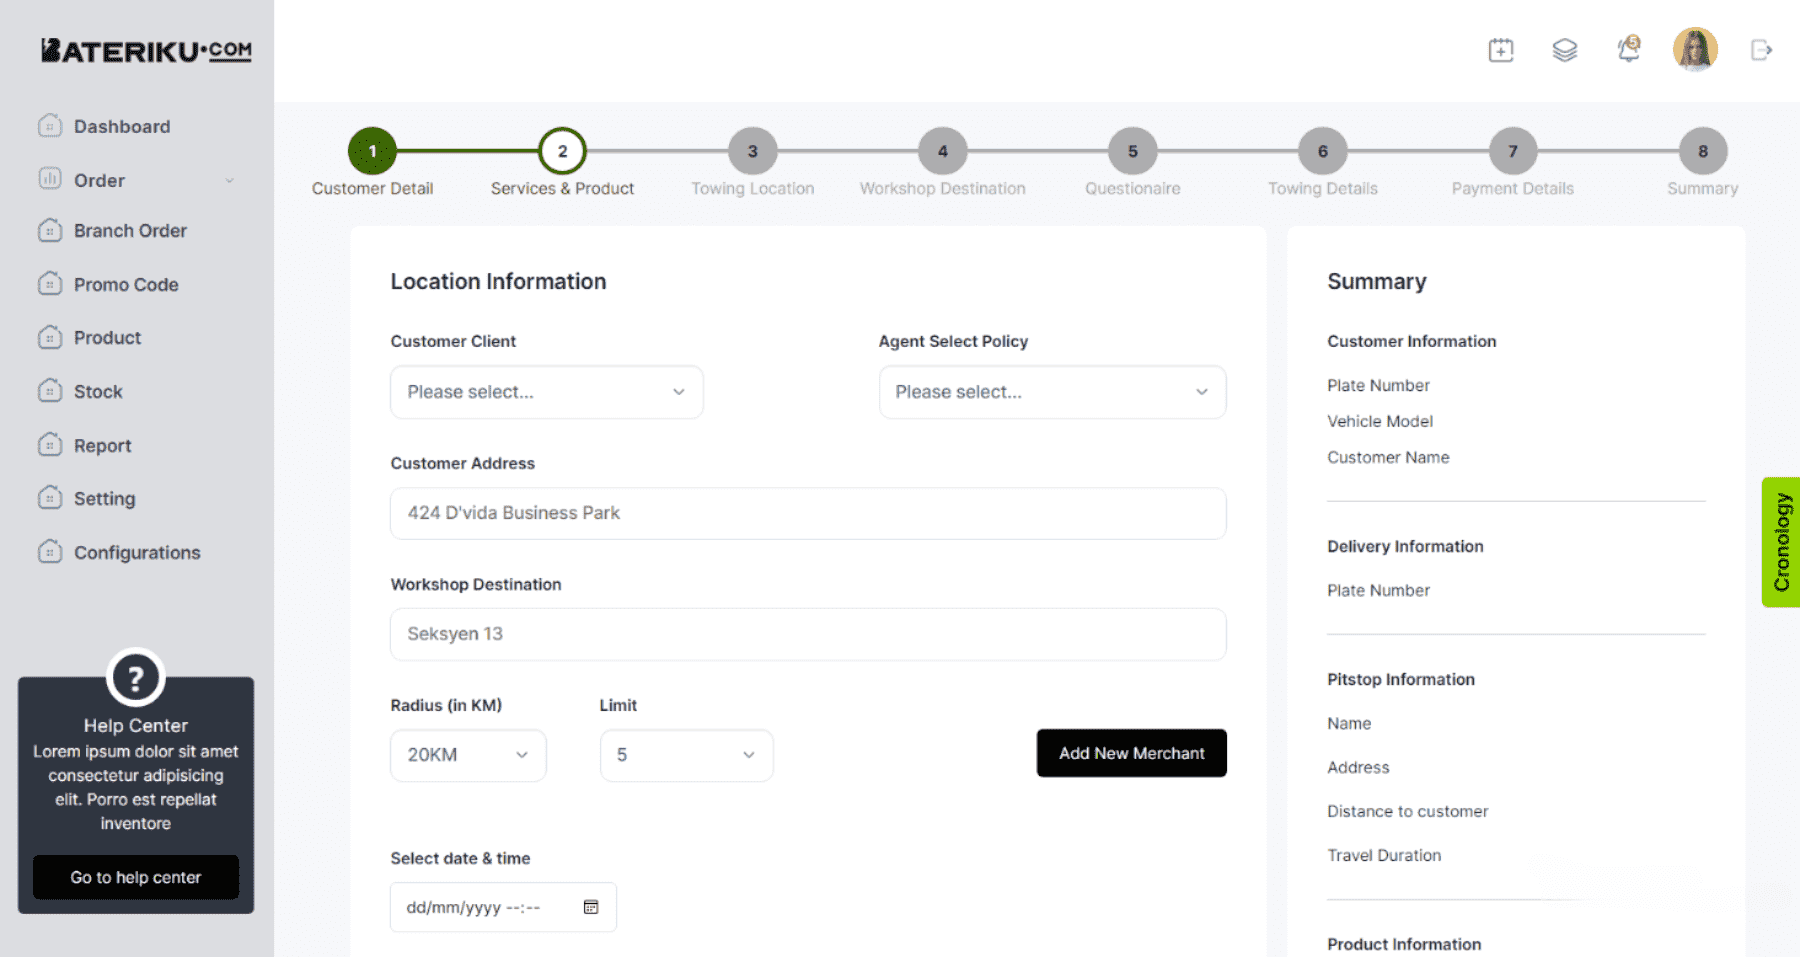 BATERIKU.COM
5
Dashboard
Order
Branch Order
Promo Code
Product
Stock
Report
Setting
Configurations
?
Help Center
Lorem ipsum dolor sit amet
consectetur adipisicing
elit. Porro est repellat
inventore
Go to help center
1
2
3
4
5
6
7
8
Customer Detail
Services & Product
Towing Location
Workshop Destination
Questionaire
Towing Details
Payment Details
Summary
Location Information
Customer Client
Agent Select Policy
Please select...
Please select...
Customer Address
424 D'vida Business Park
Workshop Destination
Seksyen 13
Radius (in KM)
Limit
20KM
5
Add New Merchant
Select date & time
dd/mm/yyyy --:--
Summary
Customer Information
Plate Number
Vehicle Model
Customer Name
Delivery Information
Plate Number
Pitstop Information
Name
Address
Distance to customer
Travel Duration
Product Information
Cronology